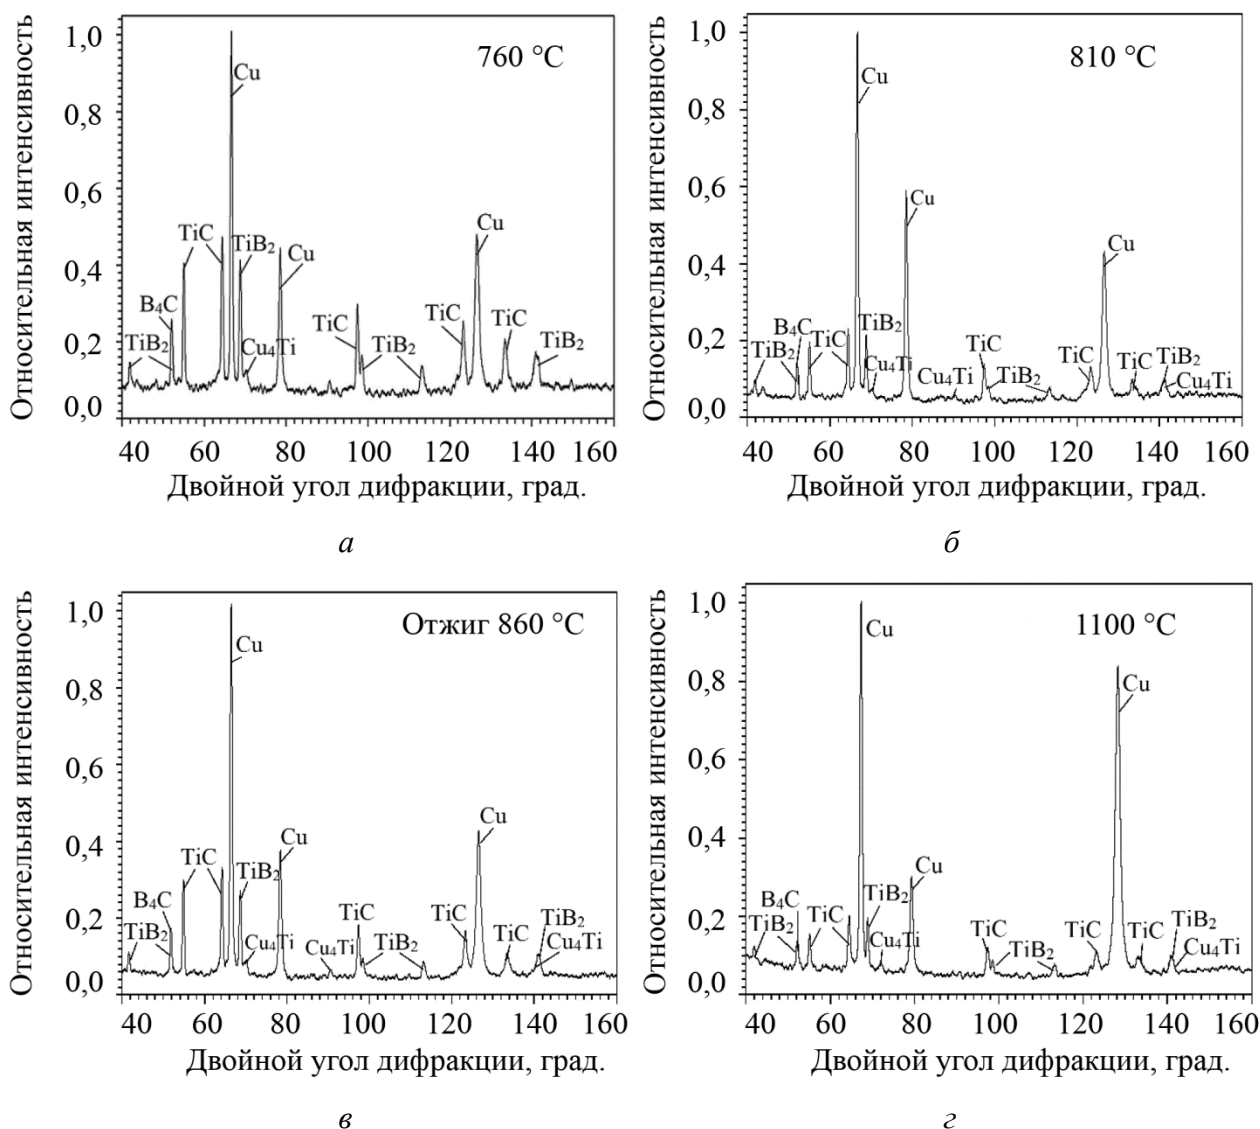 Относительная интенсивность
1,0
0,8
0,6
0,4
0,2
0,0
760 °C
Cu
TiC
TiB₂
Cu
Cu
B₄C
TiB₂
Cu₄Ti
TiC
TiB₂
TiC
TiC
TiB₂
40 60 80 100 120 140 160
Двойной угол дифракции, град.
а
Относительная интенсивность
1,0
0,8
0,6
0,4
0,2
0,0
810 °C
Cu
Cu
Cu
B₄C
TiB₂
TiC
TiB₂
Cu₄Ti
Cu₄Ti
TiC
TiB₂
TiC
TiC
TiB₂
Cu₄Ti
40 60 80 100 120 140 160
Двойной угол дифракции, град.
б
Относительная интенсивность
1,0
0,8
0,6
0,4
0,2
0,0
Отжиг 860 °C
Cu
Cu
Cu
TiC
TiB₂
B₄C
TiB₂
Cu₄Ti
Cu₄Ti
TiC
TiB₂
TiC
TiC
TiB₂
Cu₄Ti
40 60 80 100 120 140 160
Двойной угол дифракции, град.
в
Относительная интенсивность
1,0
0,8
0,6
0,4
0,2
0,0
1100 °C
Cu
Cu
Cu
B₄C
TiB₂
TiC
TiB₂
Cu₄Ti
TiC
TiB₂
TiC
TiC
TiB₂
Cu₄Ti
40 60 80 100 120 140 160
Двойной угол дифракции, град.
г